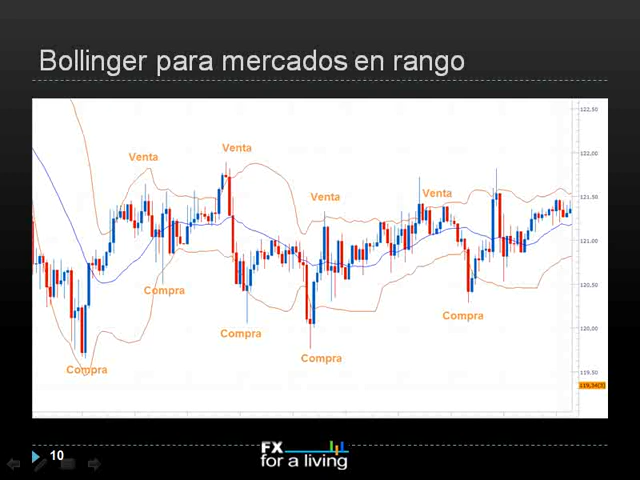 Bollinger para mercados en rango
122,50
Venta
Venta
122,00
Venta
Venta
121,50
121,00
Compra
120,50
Compra
Compra
120,00
Compra
Compra
119,50
10
FX
for a living